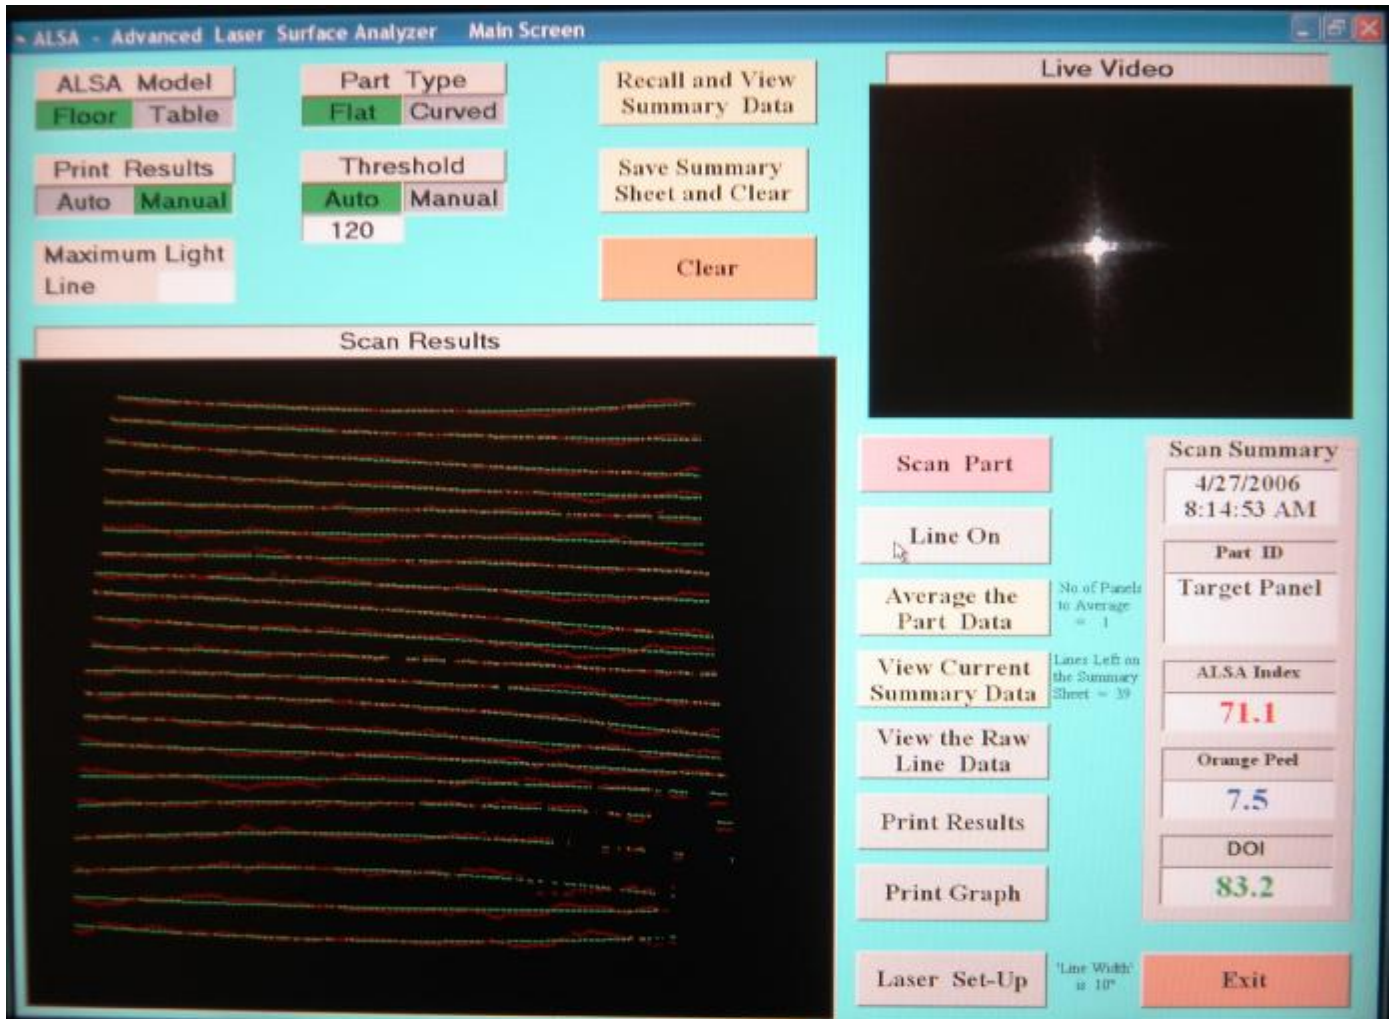 ALSA - Advanced Laser Surface Analyzer Main Screen
ALSA Model
Floor Table
Part Type
Flat Curved
Recall and View
Summary Data
Live Video
Print Results
Auto Manual
Threshold
Auto Manual
120
Save Summary
Sheet and Clear
Maximum Light
Line
Clear
Scan Results
Scan Part
Line On
Average the
Part Data
No of Panels
to Average
= 1
View Current
Summary Data
Lines Left on
the Summary
Sheet = 39
View the Raw
Line Data
Print Results
Print Graph
Laser Set-Up
'Line Width'
is 10"
Scan Summary
4/27/2006
8:14:53 AM
Part ID
Target Panel
ALSA Index
71.1
Orange Peel
7.5
DOI
83.2
Exit